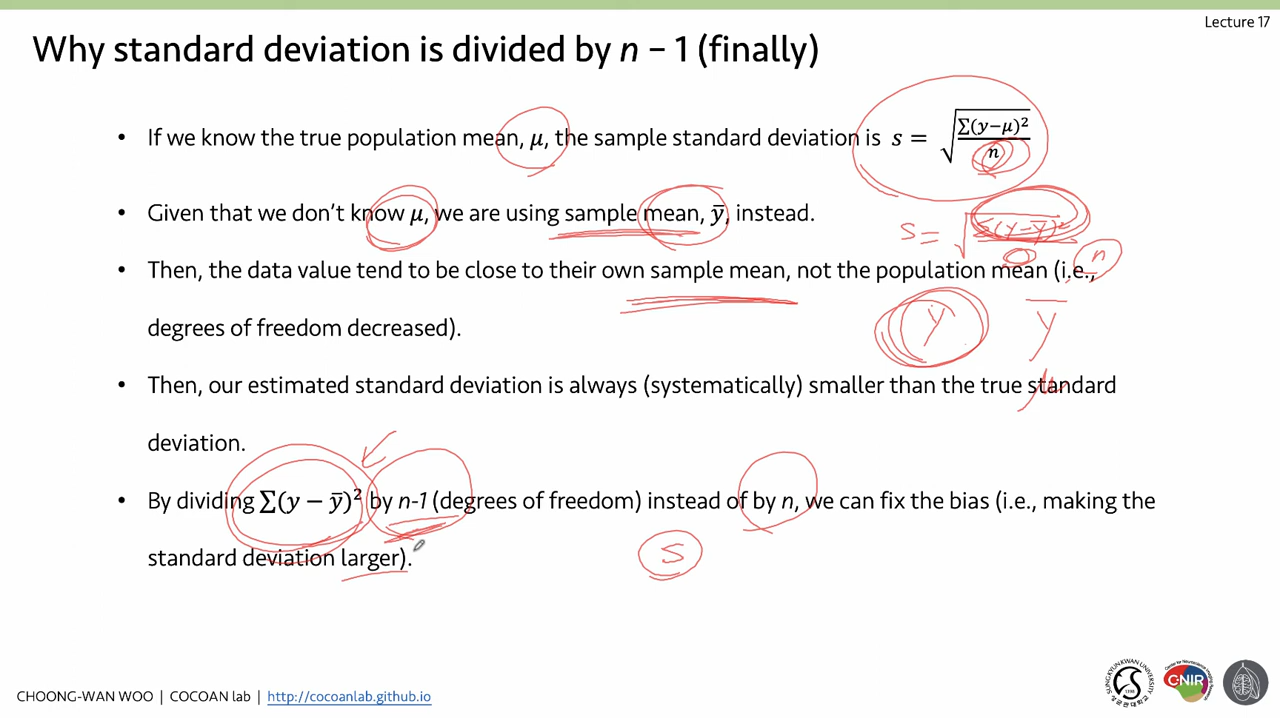 Lecture 17
Why standard deviation is divided by n – 1 (finally)
• If we know the true population mean, μ, the sample standard deviation is s = √(∑(y−μ)²/n)
• Given that we don't know μ, we are using sample mean, ȳ, instead.
s = √(Σ(y-ȳ)²
n
• Then, the data value tend to be close to their own sample mean, not the population mean (i.e.,
degrees of freedom decreased).
y ȳ
μ
• Then, our estimated standard deviation is always (systematically) smaller than the true standard
deviation.
• By dividing ∑(y − ȳ)² by n-1 (degrees of freedom) instead of by n, we can fix the bias (i.e., making the
standard deviation larger).
S
CHOONG-WAN WOO | COCOAN lab | http://cocoanlab.github.io
CNIR